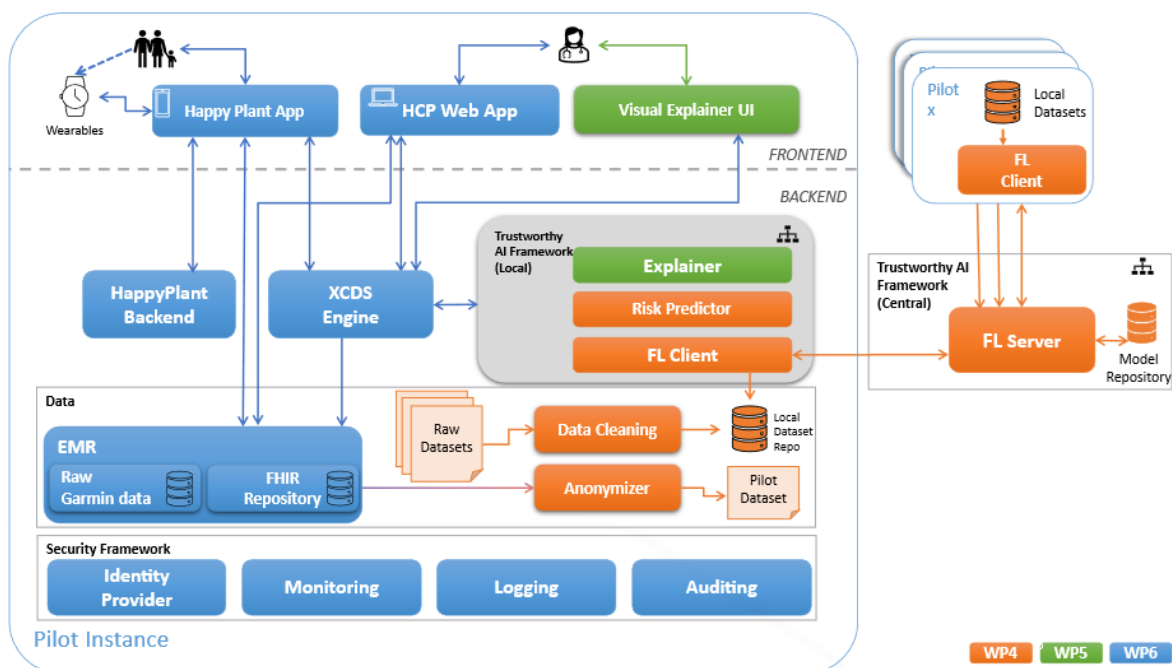 Wearables
Happy Plant App
HCP Web App
Visual Explainer UI
FRONTEND
BACKEND
Pilot
x
Local
Datasets
FL
Client
Trustworthy
AI Framework
(Local)
Explainer
Risk Predictor
FL Client
HappyPlant
Backend
XCDS
Engine
Trustworthy AI
Framework
(Central)
FL Server
Model
Repository
Data
EMR
Raw
Garmin data
FHIR
Repository
Raw
Datasets
Data Cleaning
Anonymizer
Local
Dataset
Repo
Pilot
Dataset
Security Framework
Identity
Provider
Monitoring
Logging
Auditing
Pilot Instance
WP4
WP5
WP6